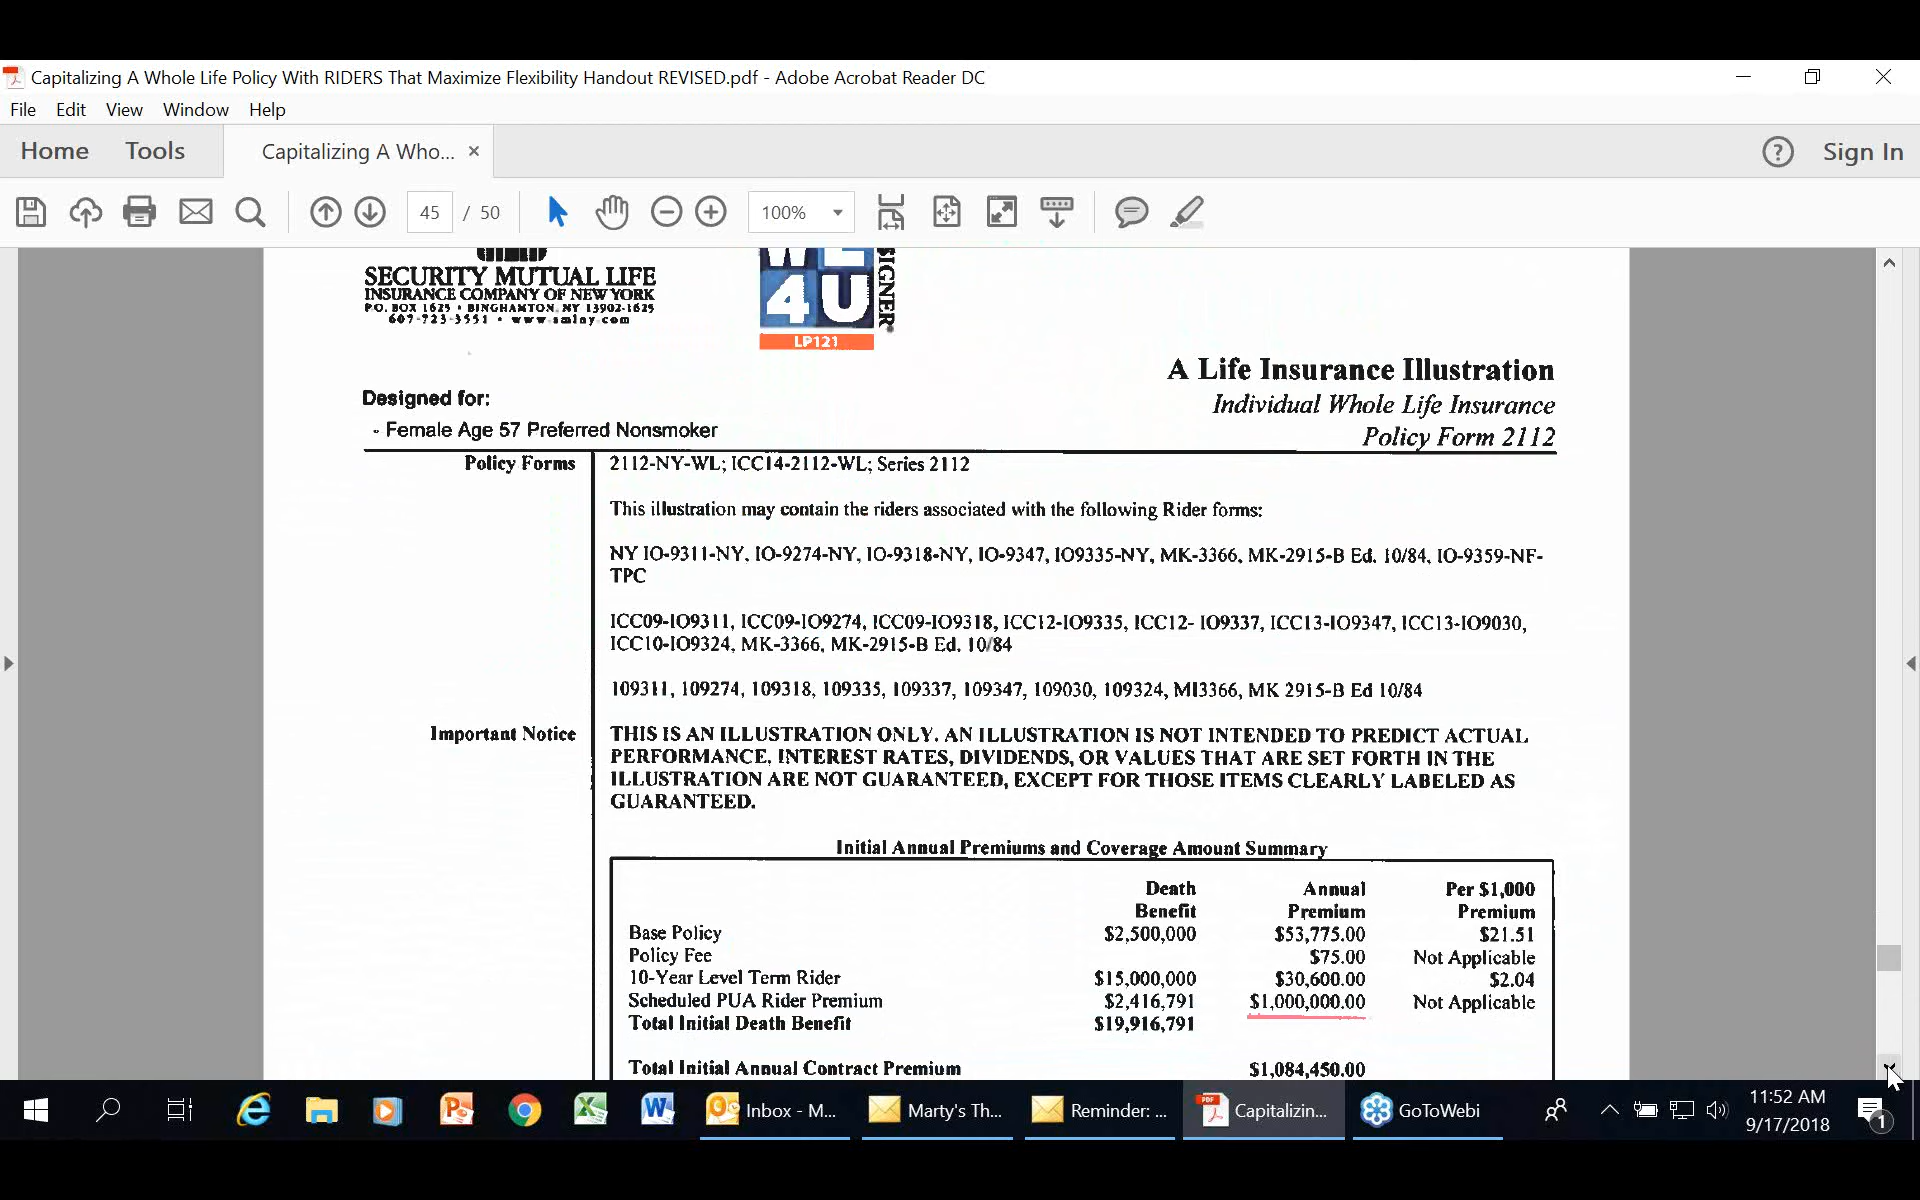 Capitalizing A Whole Life Policy With RIDERS That Maximize Flexibility Handout REVISED.pdf - Adobe Acrobat Reader DC
File Edit View Window Help
Home Tools Capitalizing A Who... × ? Sign In
45 / 50 100%
SECURITY MUTUAL LIFE
INSURANCE COMPANY OF NEW YORK
P.O. BOX 1625 • BINGHAMTON, NY 13902-1625
607-723-3551 • www.smlny.com
4U
LP121
A Life Insurance Illustration
Individual Whole Life Insurance
Policy Form 2112
Designed for:
- Female Age 57 Preferred Nonsmoker
Policy Forms 2112-NY-WL; ICC14-2112-WL; Series 2112
This illustration may contain the riders associated with the following Rider forms:
NY IO-9311-NY, IO-9274-NY, IO-9318-NY, IO-9347, IO9335-NY, MK-3366, MK-2915-B Ed. 10/84, IO-9359-NF-
TPC
ICC09-IO9311, ICC09-IO9274, ICC09-IO9318, ICC12-IO9335, ICC12- IO9337, ICC13-IO9347, ICC13-IO9030,
ICC10-IO9324, MK-3366, MK-2915-B Ed. 10/84
109311, 109274, 109318, 109335, 109337, 109347, 109030, 109324, MI3366, MK 2915-B Ed 10/84
Important Notice THIS IS AN ILLUSTRATION ONLY. AN ILLUSTRATION IS NOT INTENDED TO PREDICT ACTUAL
PERFORMANCE, INTEREST RATES, DIVIDENDS, OR VALUES THAT ARE SET FORTH IN THE
ILLUSTRATION ARE NOT GUARANTEED, EXCEPT FOR THOSE ITEMS CLEARLY LABELED AS
GUARANTEED.
Initial Annual Premiums and Coverage Amount Summary
Death Annual Per $1,000
Benefit Premium Premium
Base Policy $2,500,000 $53,775.00 $21.51
Policy Fee $75.00 Not Applicable
10-Year Level Term Rider $15,000,000 $30,600.00 $2.04
Scheduled PUA Rider Premium $2,416,791 $1,000,000.00 Not Applicable
Total Initial Death Benefit $19,916,791
Total Initial Annual Contract Premium $1,084,450.00
Inbox - M... Marty's Th... Reminder: ... Capitalizin... GoToWebi 11:52 AM
9/17/2018
1